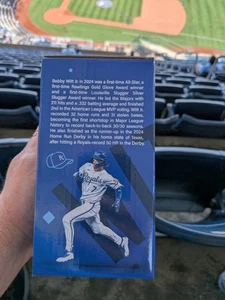 Bobby Witt Jr. in 2024 was a first-time All-Star, a
first-time Rawlings Gold Glove Award winner
and first-time Louisville Slugger Silver
Slugger Award winner. He led the Majors with
211 hits and a .332 batting average and finished
2nd in the American League MVP voting. Witt Jr.
recorded 32 home runs and 31 stolen bases,
becoming the first shortstop in Major League
history to record back-to-back 30/30 seasons.
He also finished as the runner-up in the 2024
Home Run Derby in his home state of Texas,
after hitting a Royals-record 50 HR in the Derby.